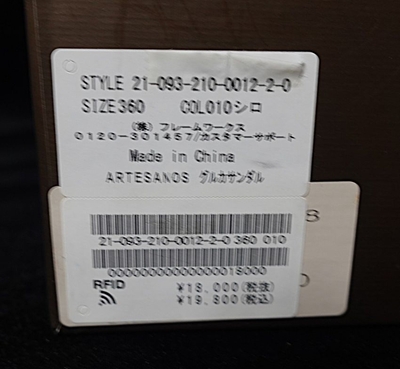 STYLE 21-093-210-0012-2-0
SIZE360 COL010シロ
(株) フレームワークス
0120-301457/カスタマーサポート
Made in China
ARTESANOS グルカサンダル
S
21-093-210-0012-2-0 360 010
00000000000000018000
RFID
¥18,000(税抜)
¥19,800(税込)